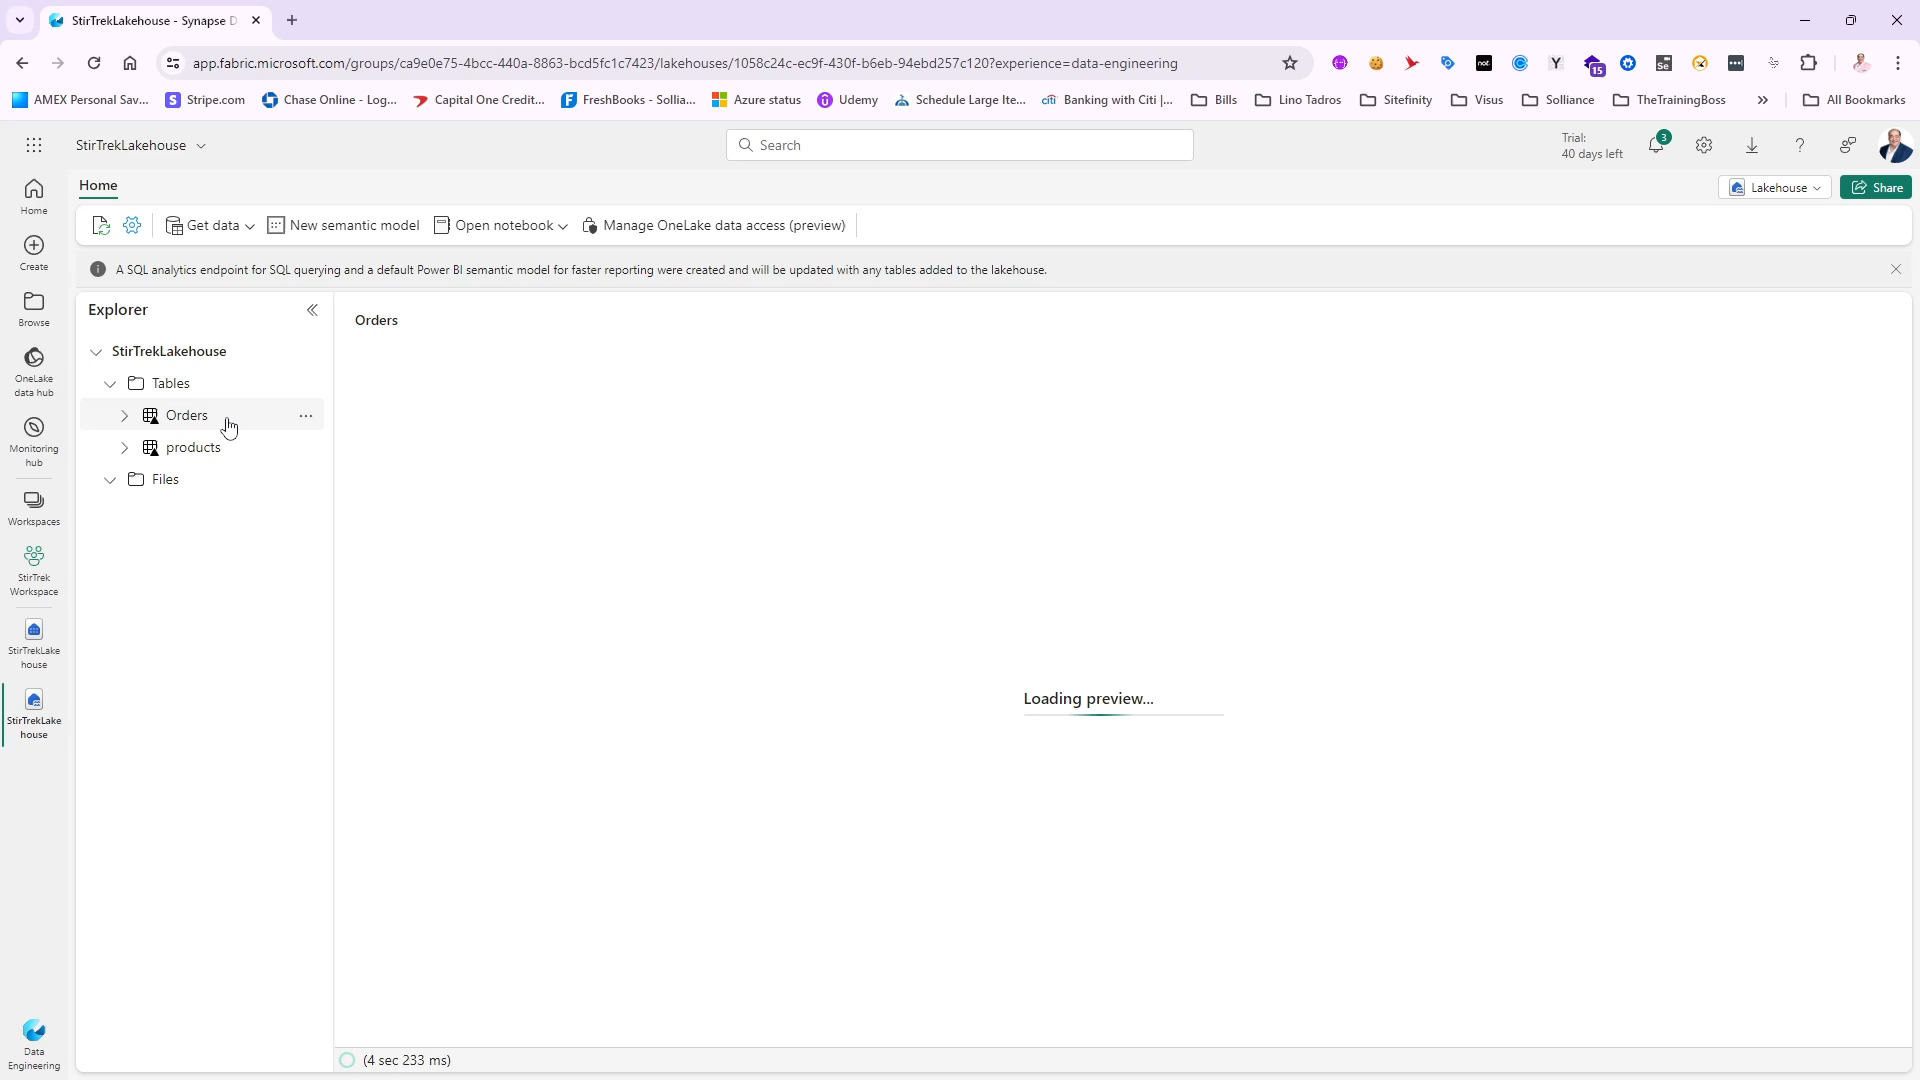 StirTrekLakehouse - Synapse D
app.fabric.microsoft.com/groups/ca9e0e75-4bcc-440a-8863-bcd5fc1c7423/lakehouses/1058c24c-ec9f-430f-b6eb-94ebd257c120?experience=data-engineering
not
Y
15
Se
AMEX Personal Sav...
Stripe.com
Chase Online - Log...
Capital One Credit...
FreshBooks - Sollia...
Azure status
Udemy
Schedule Large Ite...
citi Banking with Citi |...
Bills
Lino Tadros
Sitefinity
Visus
Solliance
TheTrainingBoss
All Bookmarks
StirTrekLakehouse
Search
Trial:
40 days left
3
Home
Lakehouse
Share
Get data
New semantic model
Open notebook
Manage OneLake data access (preview)
A SQL analytics endpoint for SQL querying and a default Power BI semantic model for faster reporting were created and will be updated with any tables added to the lakehouse.
Home
Create
Browse
OneLake
data hub
Monitoring
hub
Workspaces
StirTrek
Workspace
StirTrekLake
house
StirTrekLake
house
Data
Engineering
Explorer
StirTrekLakehouse
Tables
Orders
products
Files
Orders
Loading preview...
(4 sec 233 ms)